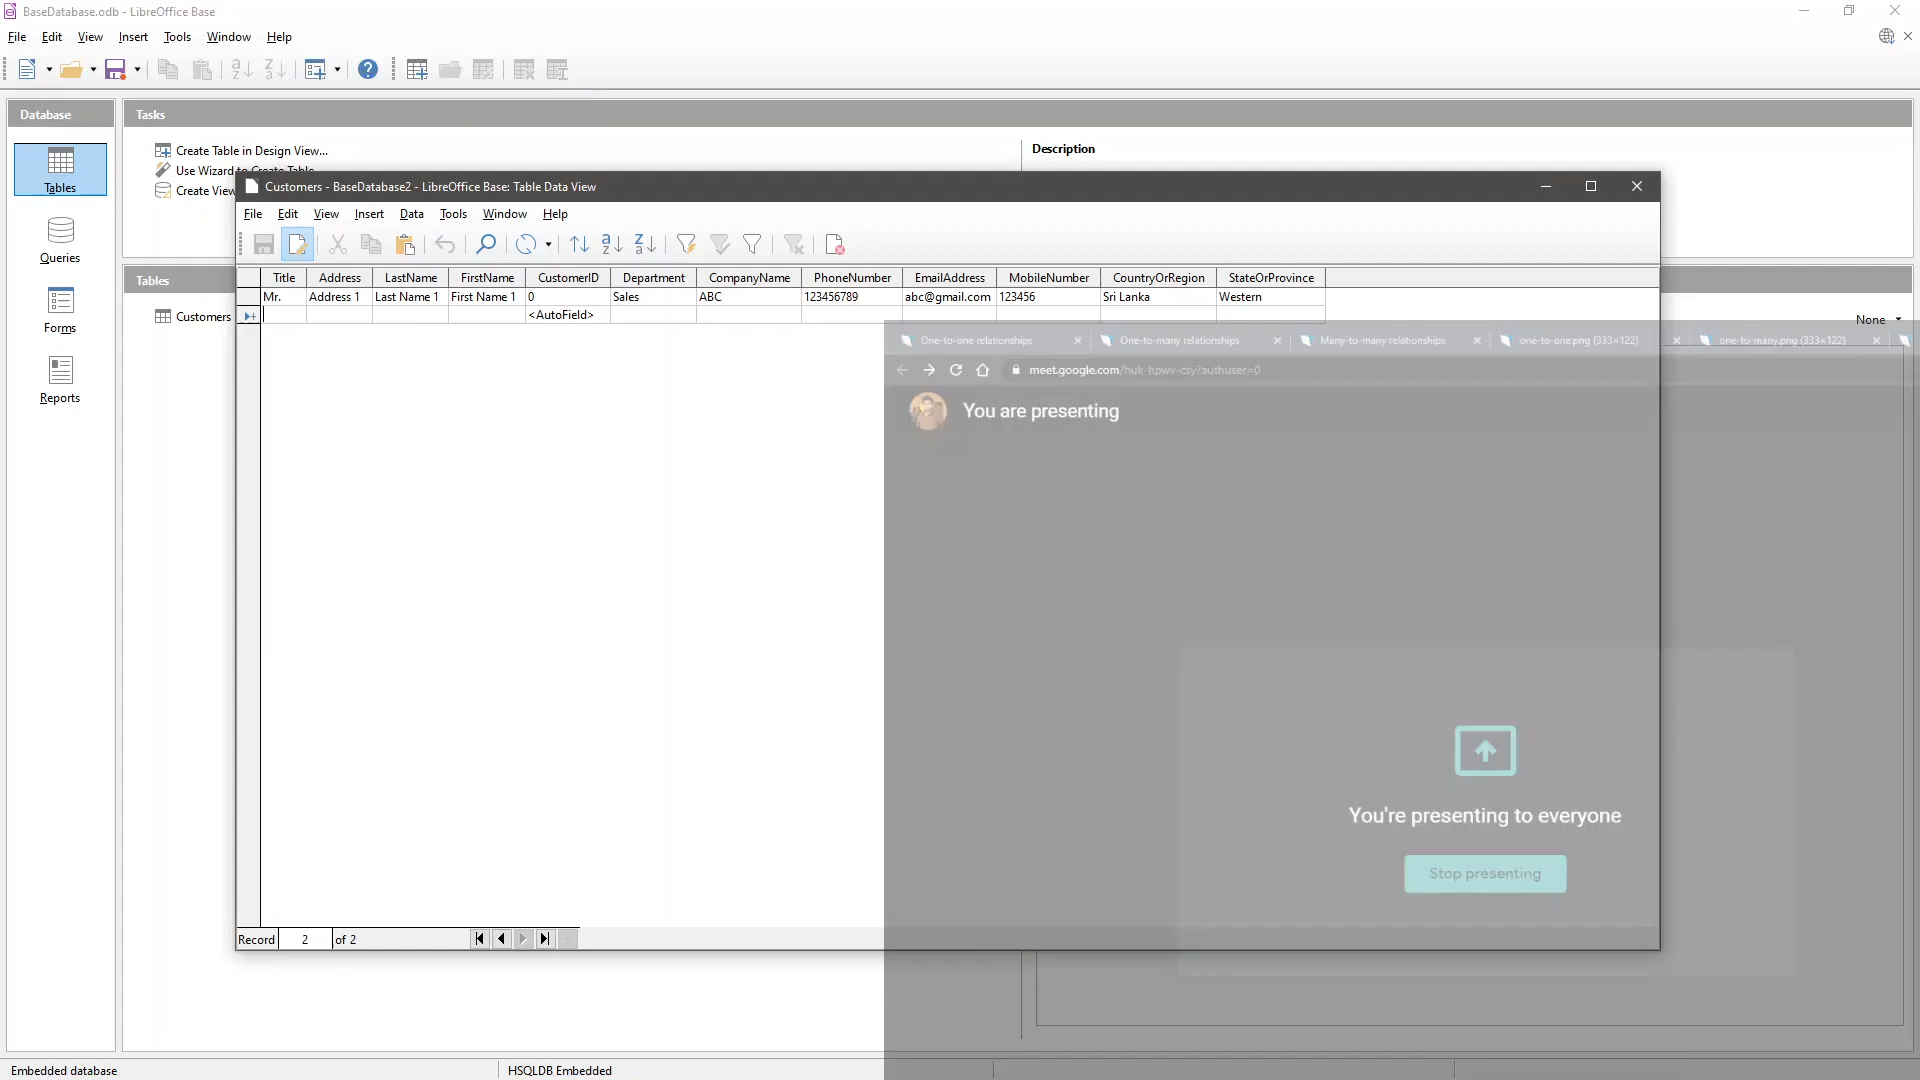 BaseDatabase.odb - LibreOffice Base
File Edit View Insert Tools Window Help
Database
Tables
Queries
Forms
Reports
Tasks
Create Table in Design View...
Use Wizard to Create Table
Create View
Description
Tables
Customers
None
Customers - BaseDatabase2 - LibreOffice Base: Table Data View
File Edit View Insert Data Tools Window Help
Title Address LastName FirstName CustomerID Department CompanyName PhoneNumber EmailAddress MobileNumber CountryOrRegion StateOrProvince
Mr. Address 1 Last Name 1 First Name 1 0 Sales ABC 123456789 abc@gmail.com 123456 Sri Lanka Western
<AutoField>
One-to-one relationships One-to-many relationships Many-to-many relationships one-to-one.png (333×122) one-to-many.png (333×122)
meet.google.com/huk-hpwv-csy?authuser=0
You are presenting
You're presenting to everyone
Stop presenting
Record 2 of 2
Embedded database HSQLDB Embedded